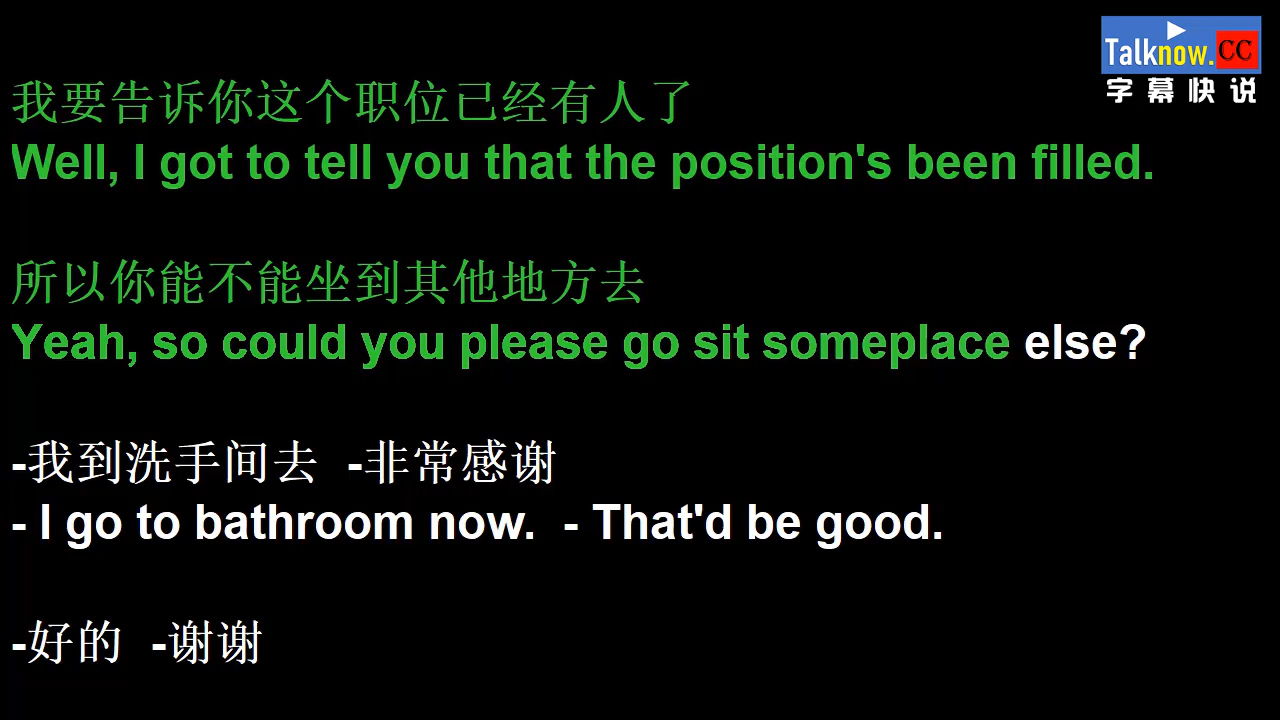 Talknow.CC
字幕快说
我要告诉你这个职位已经有人了
Well, I got to tell you that the position's been filled.
所以你能不能坐到其他地方去
Yeah, so could you please go sit someplace else?
-我到洗手间去  -非常感谢
- I go to bathroom now.  - That'd be good.
-好的  -谢谢